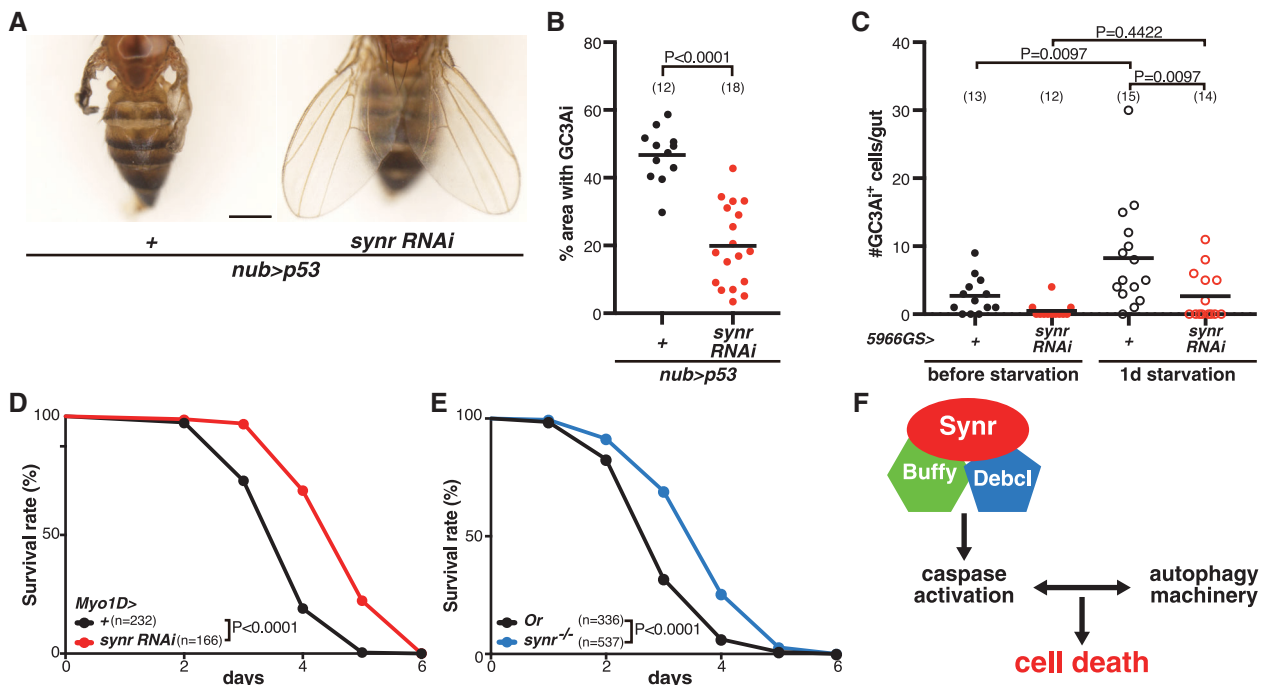 A
+
synr RNAi
nub>p53
B
% area with GC3Ai
80
60
40
20
0
P<0.0001
(12)
(18)
+
synr
RNAi
nub>p53
C
#GC3Ai+ cells/gut
40
30
20
10
0
P=0.4422
P=0.0097
P=0.0097
(13)
(12)
(15)
(14)
5966GS>
+
synr
RNAi
+
synr
RNAi
before starvation
1d starvation
D
Survival rate (%)
100
50
0
0
2
4
6
days
Myo1D>
+ (n=232)
synr RNAi (n=166)
P<0.0001
E
Survival rate (%)
100
50
0
0
2
4
6
days
Or (n=336)
synr-/- (n=537)
P<0.0001
F
Synr
Buffy
Debcl
caspase
activation
autophagy
machinery
cell death